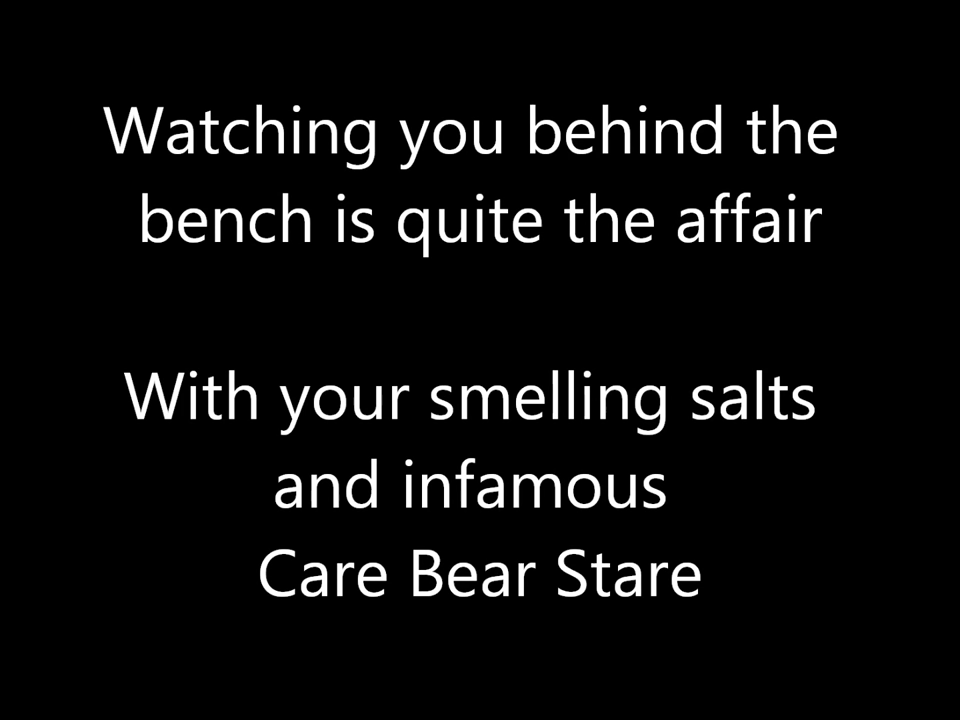 Watching you behind the
bench is quite the affair
With your smelling salts
and infamous
Care Bear Stare